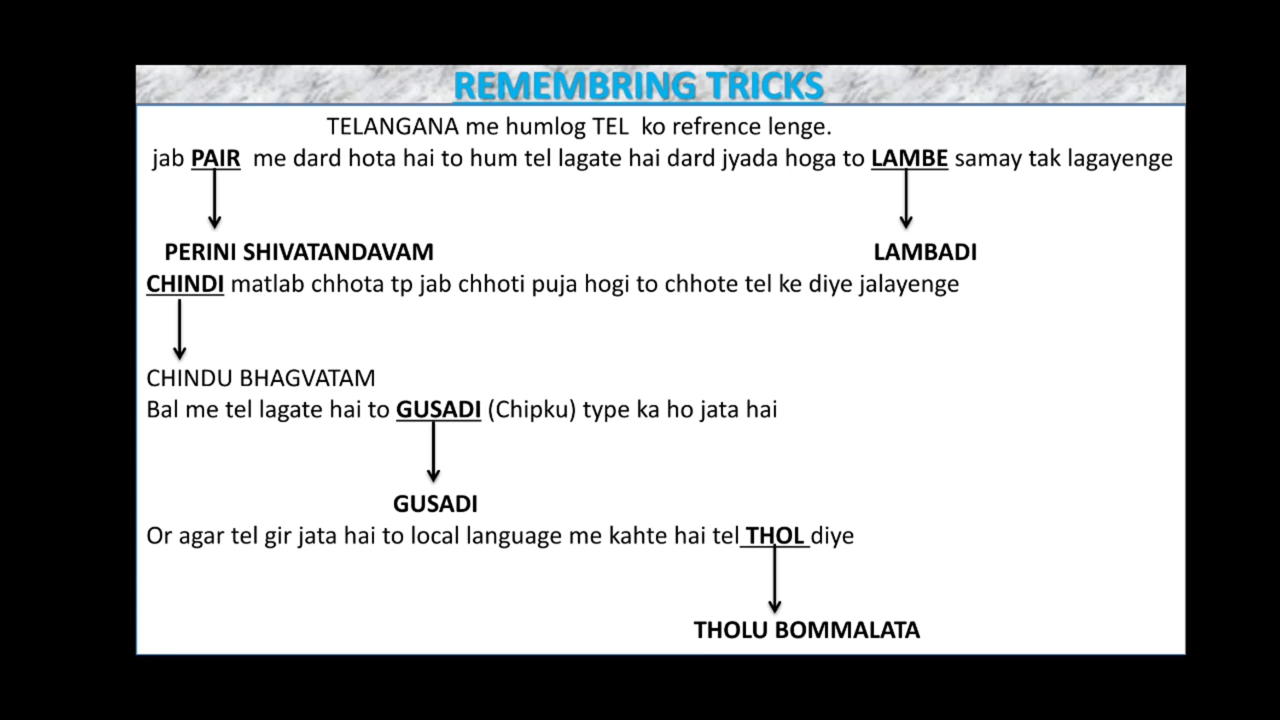 REMEMBRING TRICKS
TELANGANA me humlog TEL ko refrence lenge.
jab PAIR me dard hota hai to hum tel lagate hai dard jyada hoga to LAMBE samay tak lagayenge
PERINI SHIVATANDAVAM LAMBADI
CHINDI matlab chhota tp jab chhoti puja hogi to chhote tel ke diye jalayenge
CHINDU BHAGVATAM
Bal me tel lagate hai to GUSADI (Chipku) type ka ho jata hai
GUSADI
Or agar tel gir jata hai to local language me kahte hai tel THOL diye
THOLU BOMMALATA